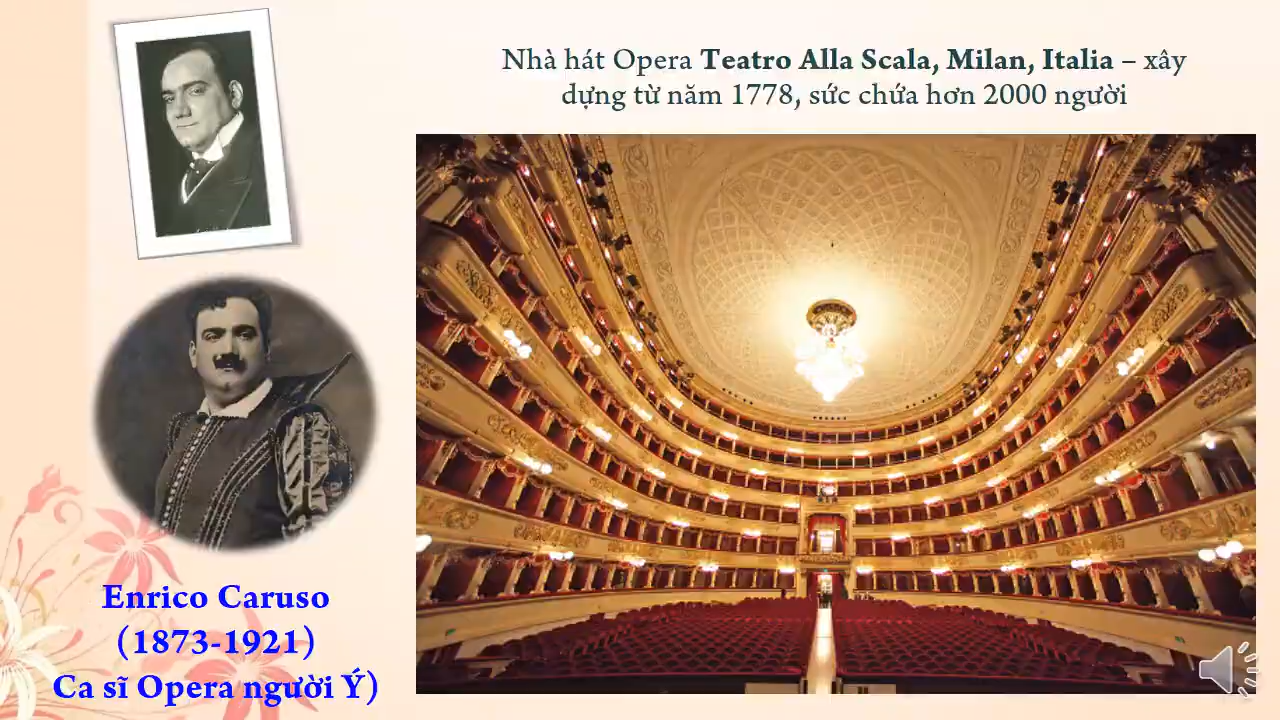 Nhà hát Opera Teatro Alla Scala, Milan, Italia – xây
dựng từ năm 1778, sức chứa hơn 2000 người
Enrico Caruso
(1873-1921)
Ca sĩ Opera người Ý)